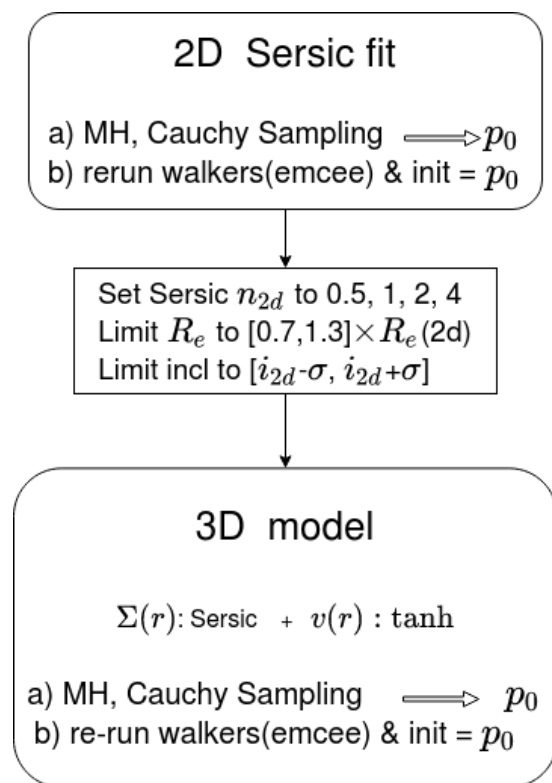 2D Sersic fit
a) MH, Cauchy Sampling ⟹ p₀
b) rerun walkers(emcee) & init = p₀
Set Sersic n₂d to 0.5, 1, 2, 4
Limit Rₑ to [0.7,1.3]×Rₑ(2d)
Limit incl to [i₂d-σ, i₂d+σ]
3D model
Σ(r): Sersic + v(r) : tanh
a) MH, Cauchy Sampling ⟹ p₀
b) re-run walkers(emcee) & init = p₀